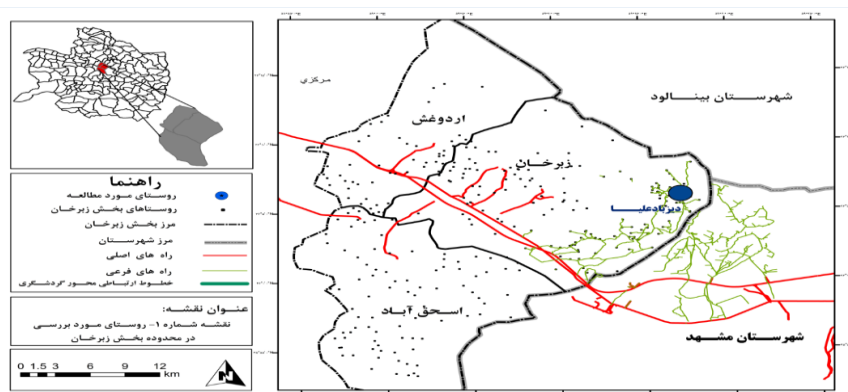 مرکزی
شهرستان بینالود
اردوغش
زبرخان
دیزبادعلیا
اسحق آباد
شهرستان مشهد
راهنما
روستای مورد مطالعه
روستاهای بخش زبرخان
مرز بخش زبرخان
مرز شهرستان
راه های اصلی
راه های فرعی
خطوط ارتباطی محور گردشگری
عنوان نقشه:
نقشه شماره ۱- روستای مورد بررسی
در محدوده بخش زبرخان
0 1.5 3 6 9 12
km
N